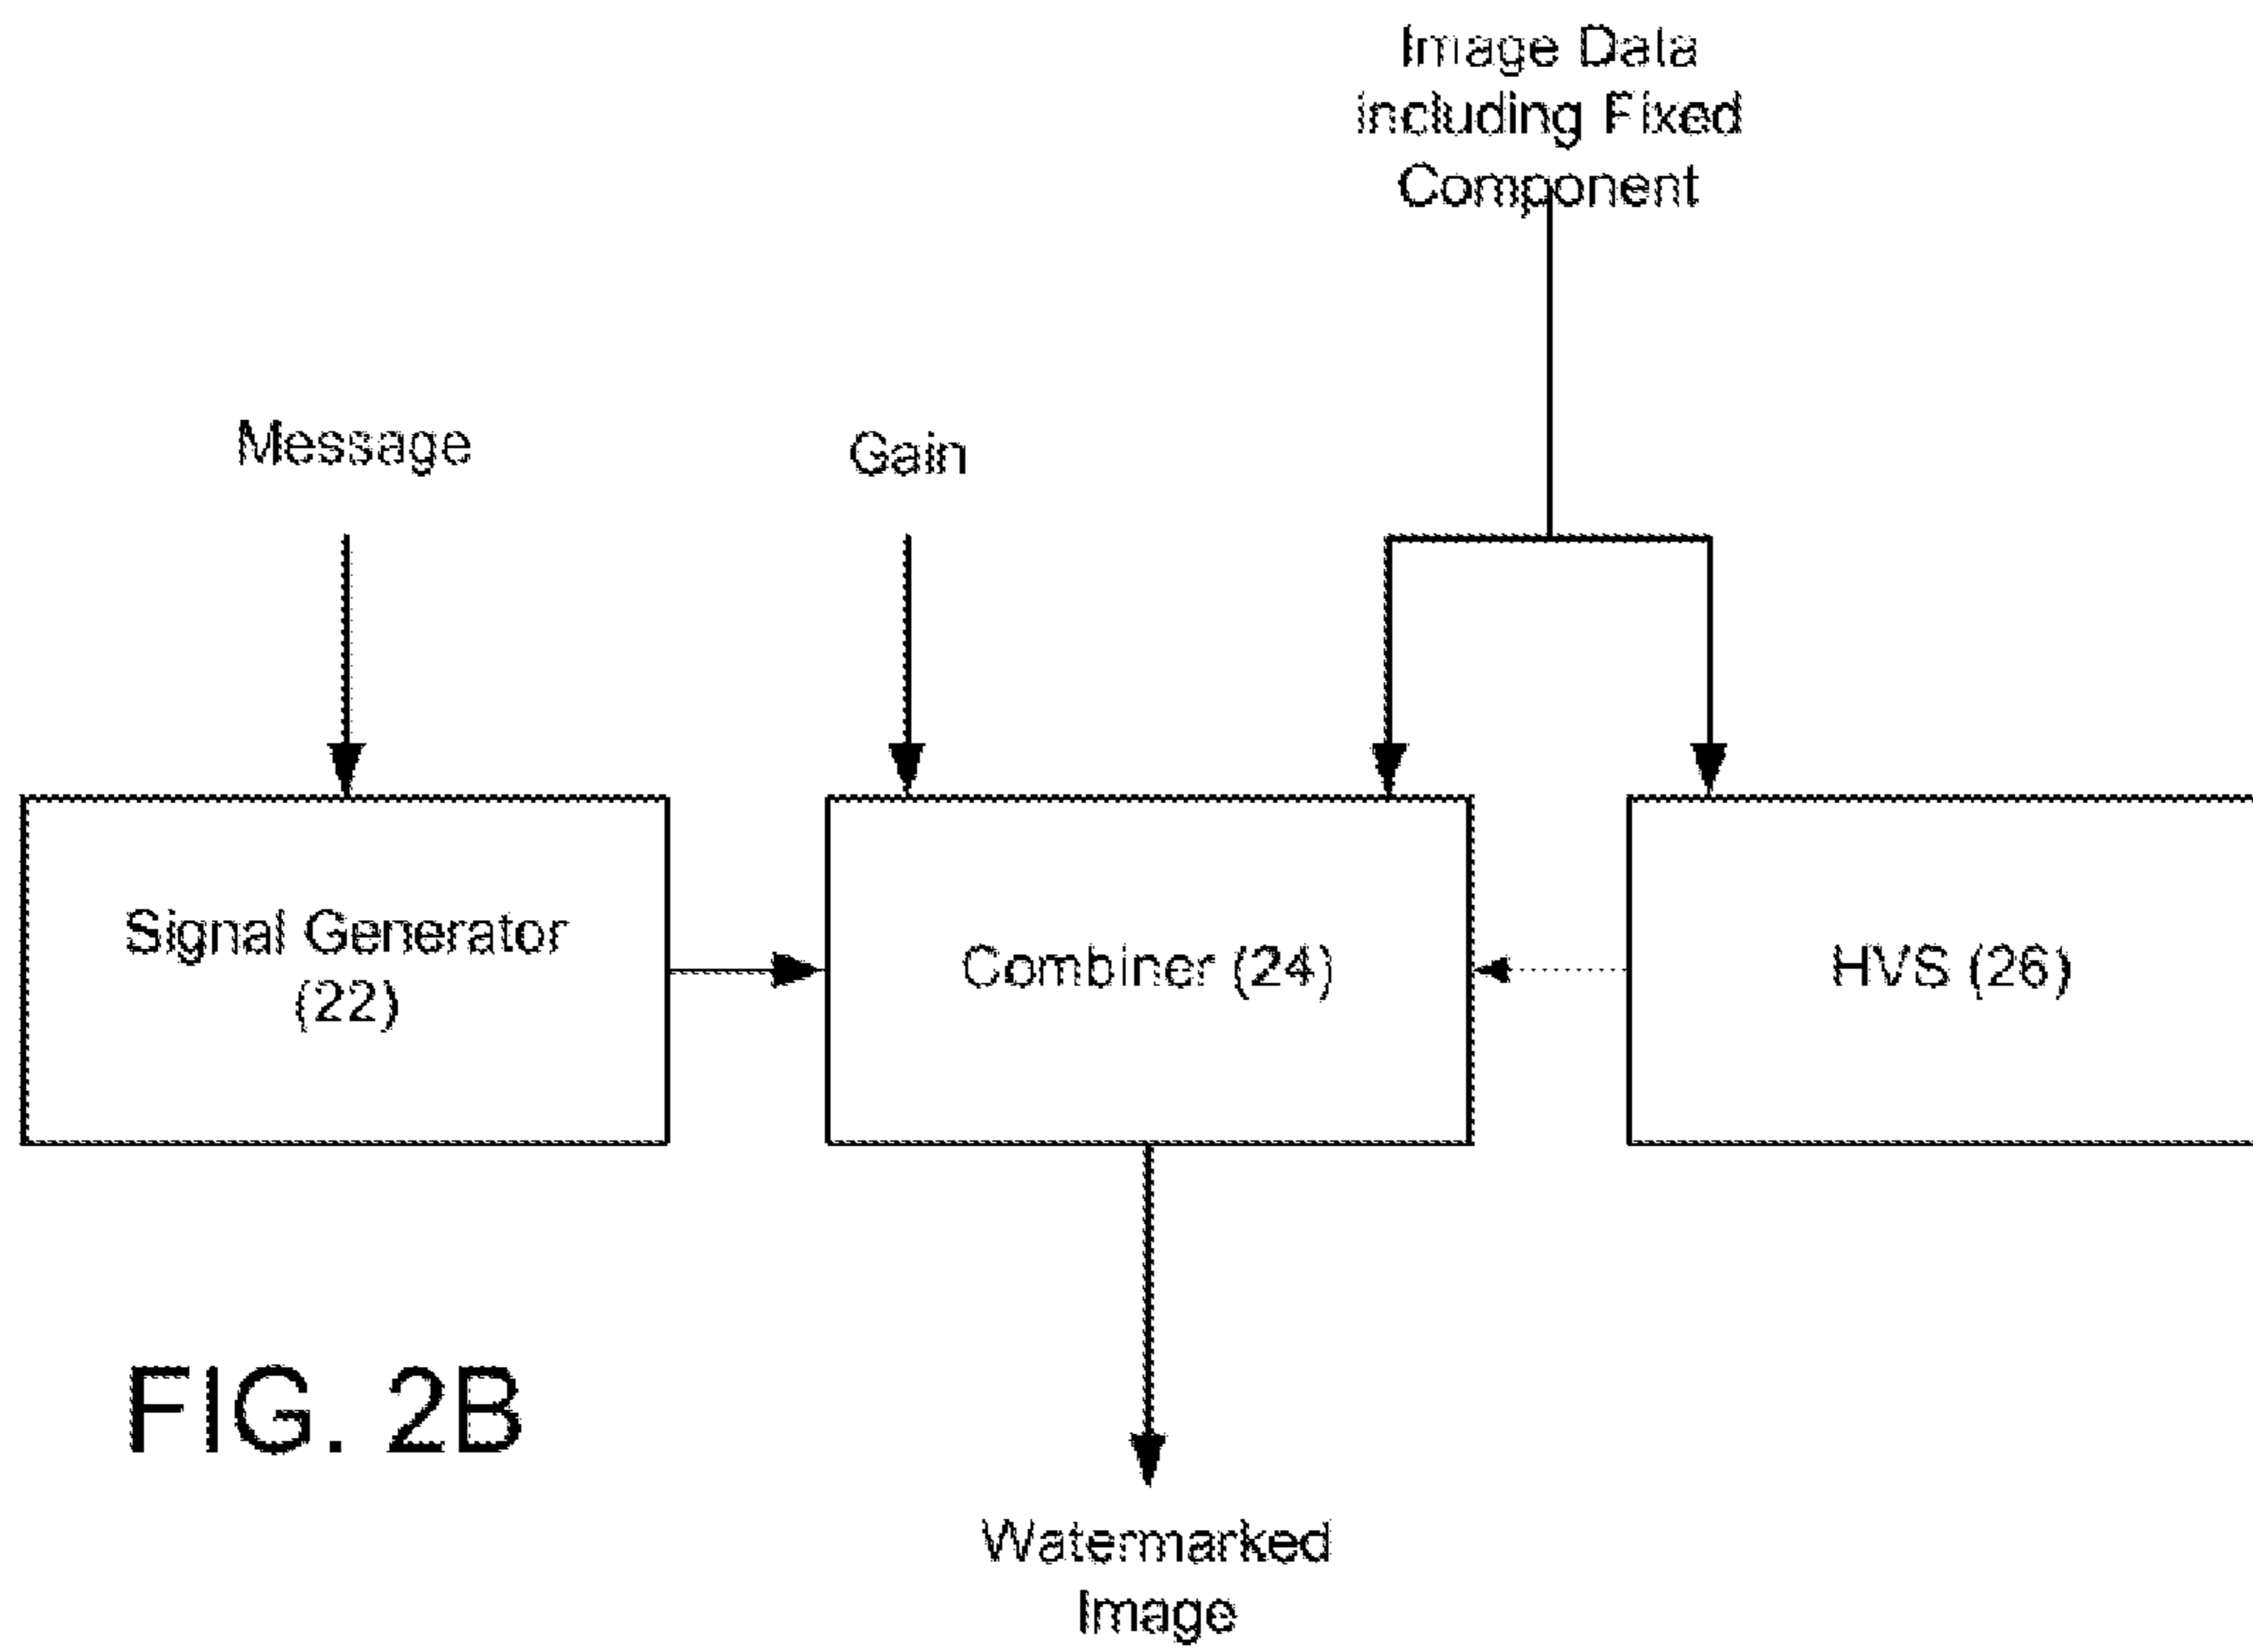 Image Data
including Fixed
Component
Message
Gain
Signal Generator
(22)
Combiner (24)
HVS (26)
FIG. 2B
Watermarked
Image